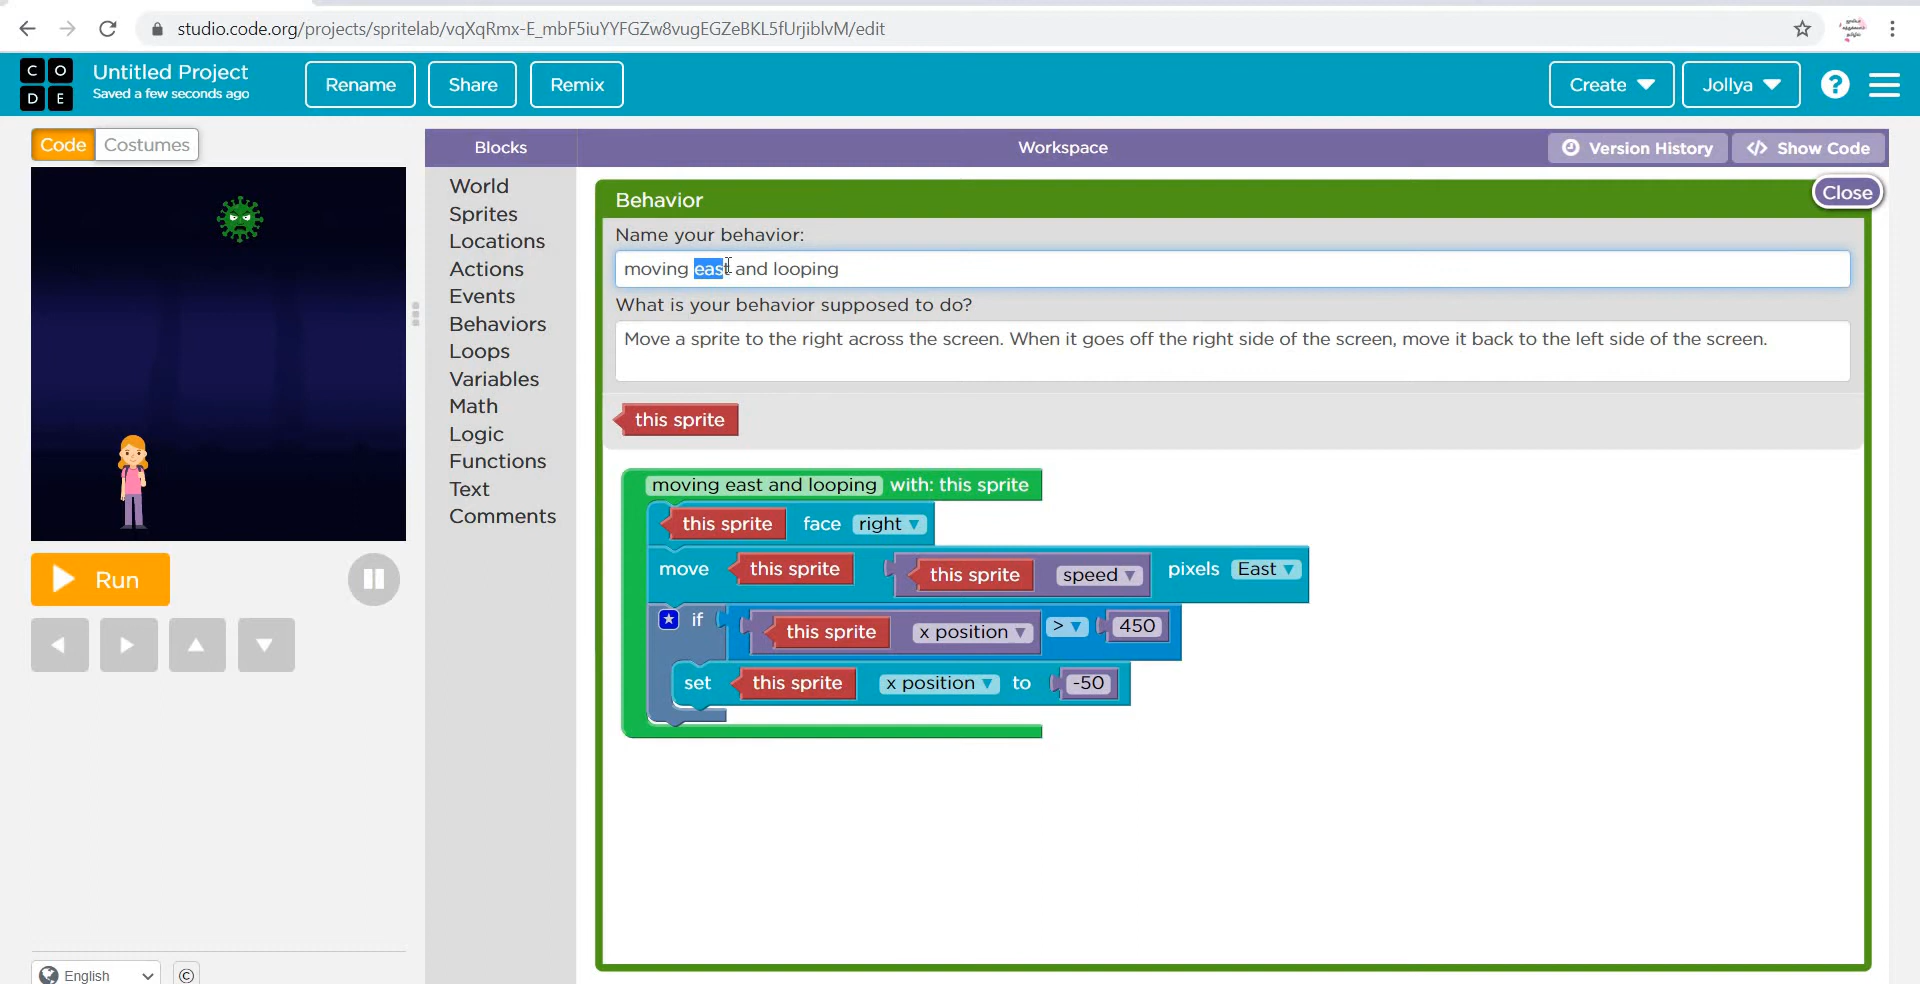 studio.code.org/projects/spritelab/vqXqRmx-E_mbF5iuYYFGZw8vugEGZeBKL5fUrjiblvM/edit
C O
D E
Untitled Project
Saved a few seconds ago
Rename
Share
Remix
Create
Jollya
?
Code
Costumes
Blocks
Workspace
Version History
</> Show Code
World
Sprites
Locations
Actions
Events
Behaviors
Loops
Variables
Math
Logic
Functions
Text
Comments
Behavior
Close
Name your behavior:
moving east and looping
What is your behavior supposed to do?
Move a sprite to the right across the screen. When it goes off the right side of the screen, move it back to the left side of the screen.
this sprite
moving east and looping with: this sprite
this sprite face right
move this sprite this sprite speed pixels East
if this sprite x position > 450
set this sprite x position to -50
Run
English
©